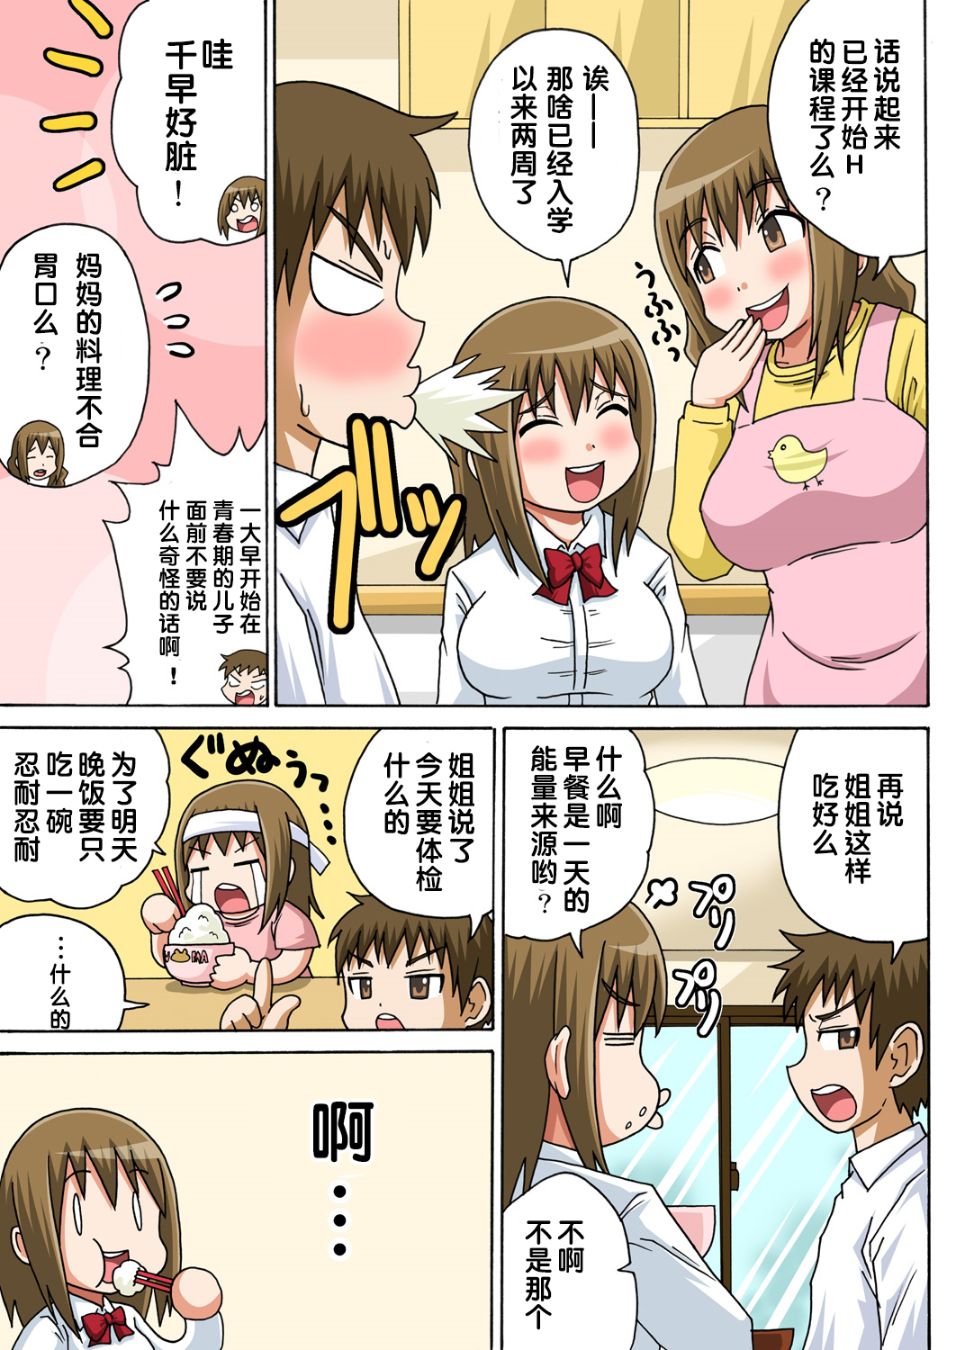 话说起来
已经开始H
的课程了么？
诶——
那啥已经入学
以来两周了
うふふっ
ブーッ
哇
千早好脏！
妈妈的料理不合
胃口么？
一大早开始在
青春期的儿子
面前不要说
什么奇怪的话啊！
再说
姐姐这样
吃好么
什么啊
早餐是一天的
能量来源哟？
プリ
プリ
不啊
不是那个
姐姐说了
今天要体检
什么的
ぐぬうっ…
为了明天
晚饭要只
吃一碗
忍耐忍耐
…什么的
啊…